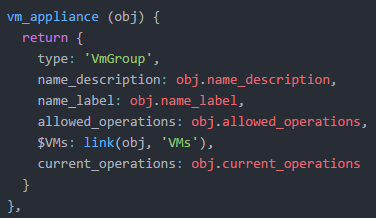 vm_appliance (obj) {
  return {
    type: 'VmGroup',
    name_description: obj.name_description,
    name_label: obj.name_label,
    allowed_operations: obj.allowed_operations,
    $VMs: link(obj, 'VMs'),
    current_operations: obj.current_operations
  }
},